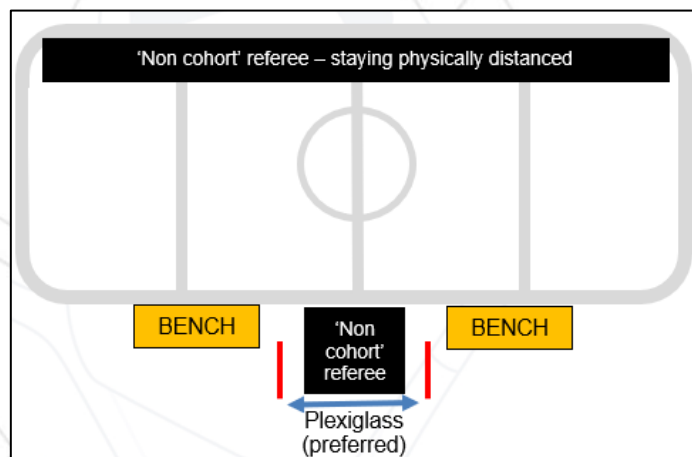 ‘Non cohort’ referee – staying physically distanced
BENCH
‘Non
cohort’
referee
BENCH
Plexiglass
(preferred)